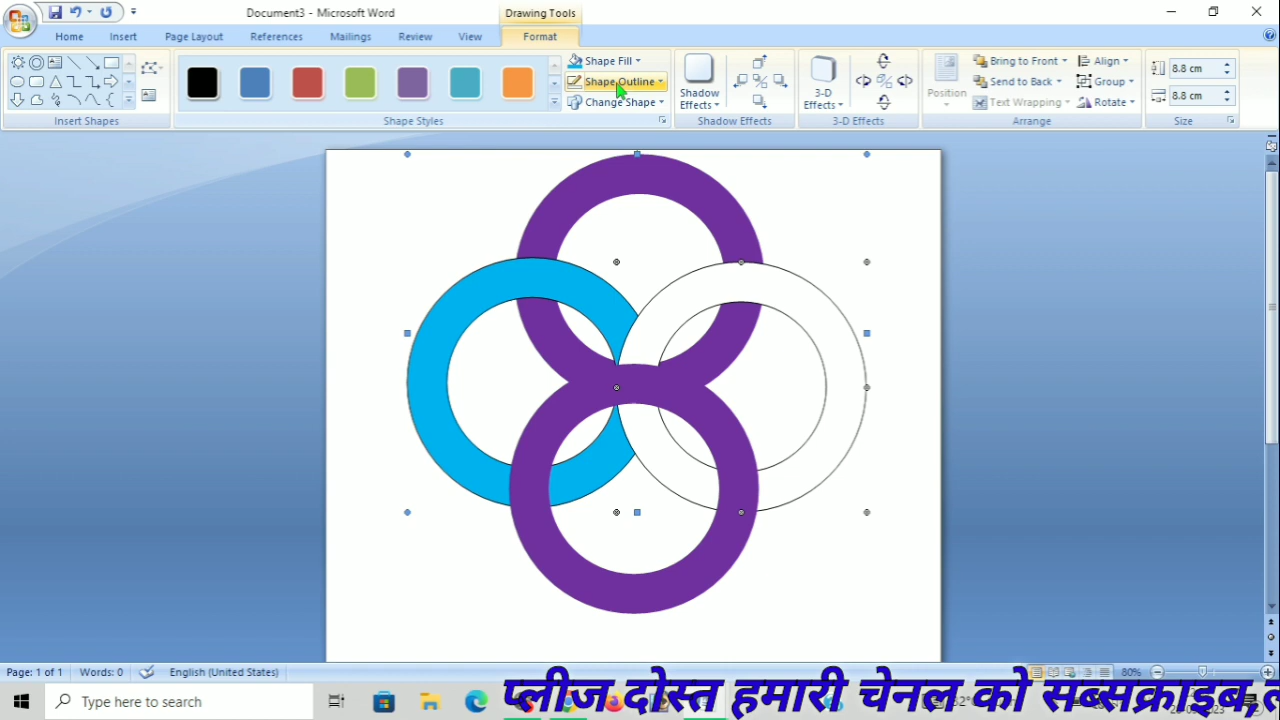 Document3 - Microsoft Word
Drawing Tools
Home Insert Page Layout References Mailings Review View Format
Shape Fill
Shape Outline
Change Shape
Shadow Effects
3-D Effects
Position
Bring to Front
Send to Back
Text Wrapping
Align
Group
Rotate
8.8 cm
8.8 cm
Insert Shapes Shape Styles Shadow Effects 3-D Effects Arrange Size
Page: 1 of 1 Words: 0 English (United States) 80%
Type here to search
प्लीज दोस्त हमारी चेनल को सब्सक्राइब,